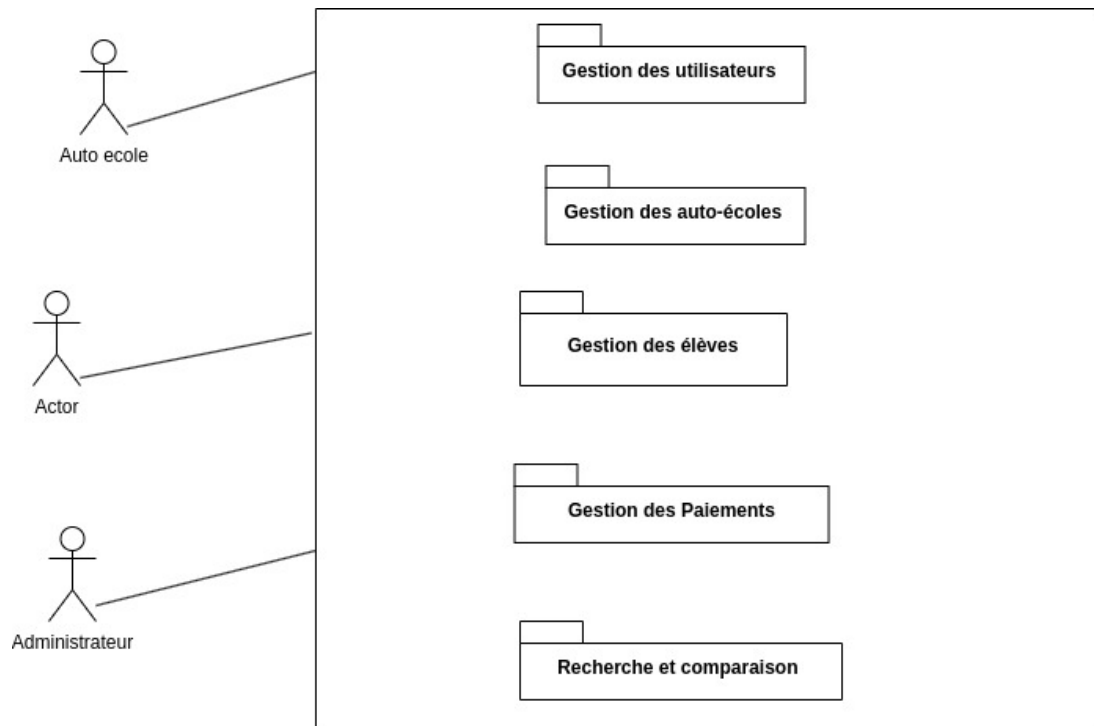 Gestion des utilisateurs
Auto ecole
Gestion des auto-écoles
Gestion des élèves
Actor
Gestion des Paiements
Administrateur
Recherche et comparaison